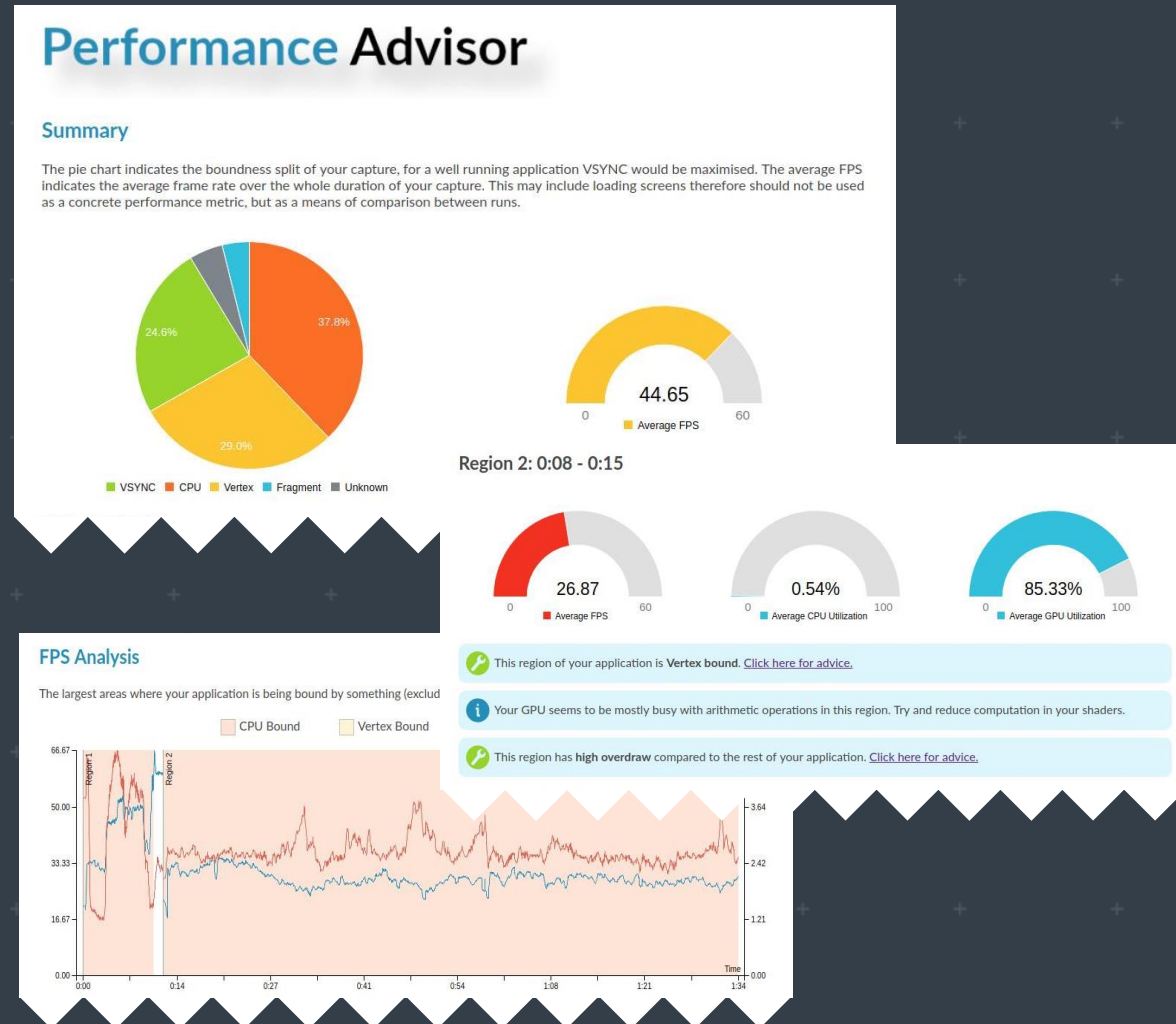 Performance Advisor
Summary
The pie chart indicates the boundness split of your capture, for a well running application VSYNC would be maximised. The average FPS
indicates the average frame rate over the whole duration of your capture. This may include loading screens therefore should not be used
as a concrete performance metric, but as a means of comparison between runs.
24.6%
37.8%
29.0%
VSYNC CPU Vertex Fragment Unknown
44.65
0 60
Average FPS
Region 2: 0:08 - 0:15
26.87
0 60
Average FPS
0.54%
0 100
Average CPU Utilization
85.33%
0 100
Average GPU Utilization
This region of your application is Vertex bound. Click here for advice.
Your GPU seems to be mostly busy with arithmetic operations in this region. Try and reduce computation in your shaders.
This region has high overdraw compared to the rest of your application. Click here for advice.
FPS Analysis
The largest areas where your application is being bound by something (exclud
CPU Bound Vertex Bound
66.67
50.00
33.33
16.67
0.00
Region 1
Region 2
3.64
2.42
1.21
0.00
Time
0:00 0:14 0:27 0:41 0:54 1:08 1:21 1:34